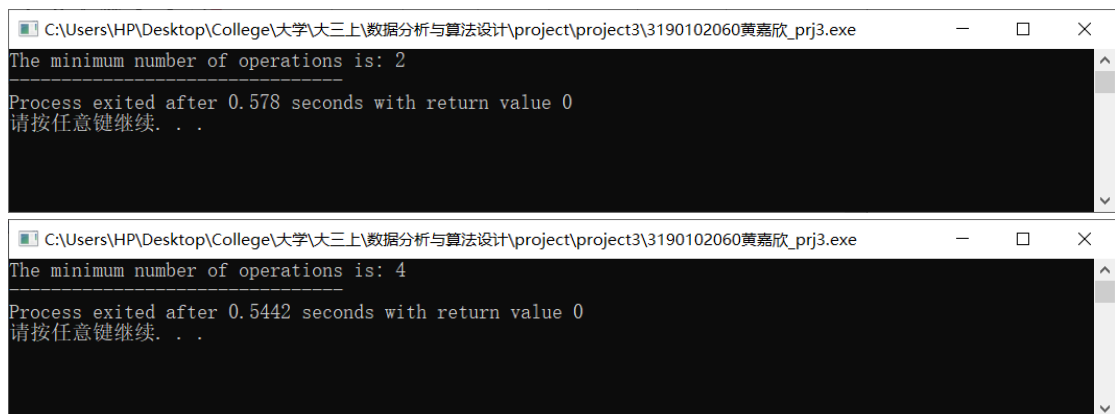 C:\Users\HP\Desktop\College\大学\大三上\数据分析与算法设计\project\project3\3190102060黄嘉欣_prj3.exe
The minimum number of operations is: 2
--------------------------------
Process exited after 0.578 seconds with return value 0
请按任意键继续. . .
C:\Users\HP\Desktop\College\大学\大三上\数据分析与算法设计\project\project3\3190102060黄嘉欣_prj3.exe
The minimum number of operations is: 4
--------------------------------
Process exited after 0.5442 seconds with return value 0
请按任意键继续. . .